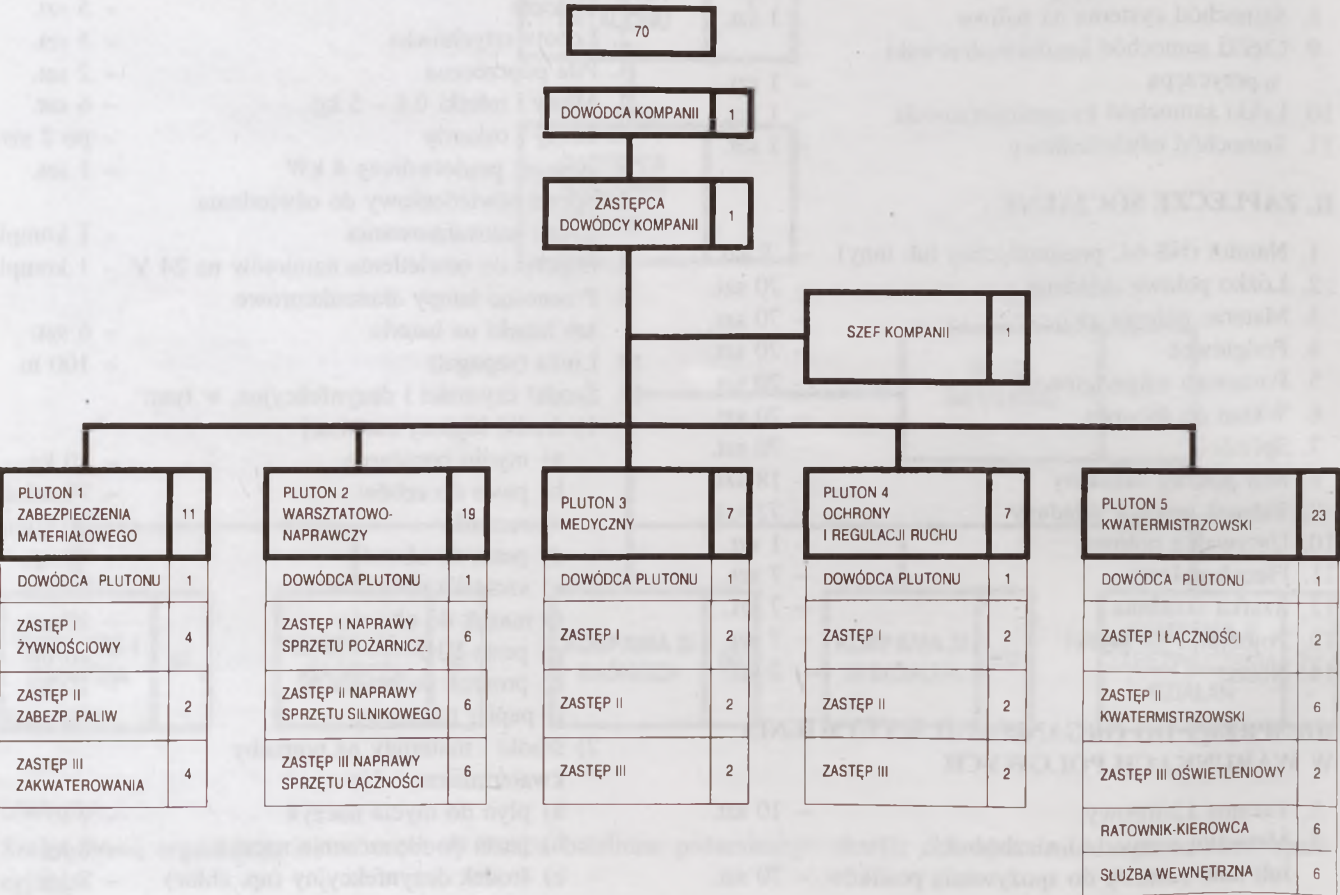 70
DOWÓDCA KOMPANII 1
ZASTĘPCA
DOWÓDCY KOMPANII 1
SZEF KOMPANII 1
PLUTON 1
ZABEZPIECZENIA
MATERIAŁOWEGO 11
DOWÓDCA PLUTONU 1
ZASTĘP I
ŻYWNOŚCIOWY 4
ZASTĘP II
ZABEZP. PALIW 2
ZASTĘP III
ZAKWATEROWANIA 4
PLUTON 2
WARSZTATOWO-
NAPRAWCZY 19
DOWÓDCA PLUTONU 1
ZASTĘP I NAPRAWY
SPRZĘTU POŻARNICZ. 6
ZASTĘP II NAPRAWY
SPRZĘTU SILNIKOWEGO 6
ZASTĘP III NAPRAWY
SPRZĘTU ŁĄCZNOŚCI 6
PLUTON 3
MEDYCZNY 7
DOWÓDCA PLUTONU 1
ZASTĘP I 2
ZASTĘP II 2
ZASTĘP III 2
PLUTON 4
OCHRONY
I REGULACJI RUCHU 7
DOWÓDCA PLUTONU 1
ZASTĘP I 2
ZASTĘP II 2
ZASTĘP III 2
PLUTON 5
KWATERMISTRZOWSKI 23
DOWÓDCA PLUTONU 1
ZASTĘP I ŁĄCZNOŚCI 2
ZASTĘP II
KWATERMISTRZOWSKI 6
ZASTĘP III OŚWIETLENIOWY 2
RATOWNIK-KIEROWCA 6
SŁUŻBA WEWNĘTRZNA 6